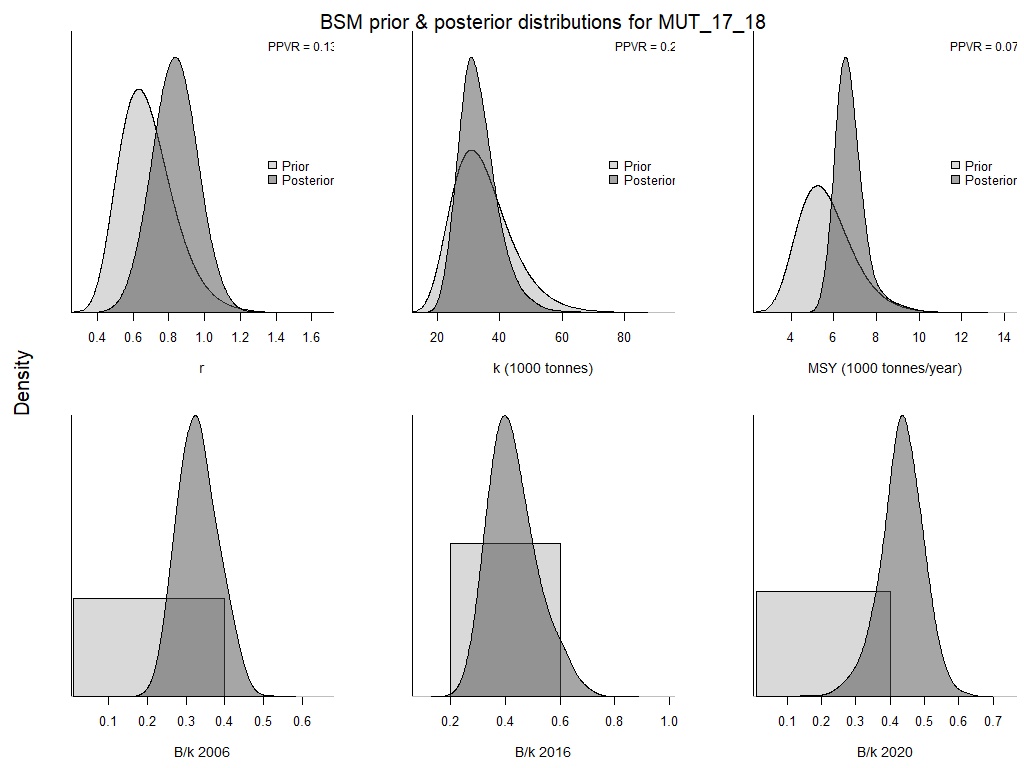 BSM prior & posterior distributions for MUT_17_18
PPVR = 0.13
Prior
Posterior
0.4 0.6 0.8 1.0 1.2 1.4 1.6
r
PPVR = 0.2
Prior
Posterior
20 40 60 80
k (1000 tonnes)
PPVR = 0.07
Prior
Posterior
4 6 8 10 12 14
MSY (1000 tonnes/year)
Density
0.1 0.2 0.3 0.4 0.5 0.6
B/k 2006
0.2 0.4 0.6 0.8 1.0
B/k 2016
0.1 0.2 0.3 0.4 0.5 0.6 0.7
B/k 2020